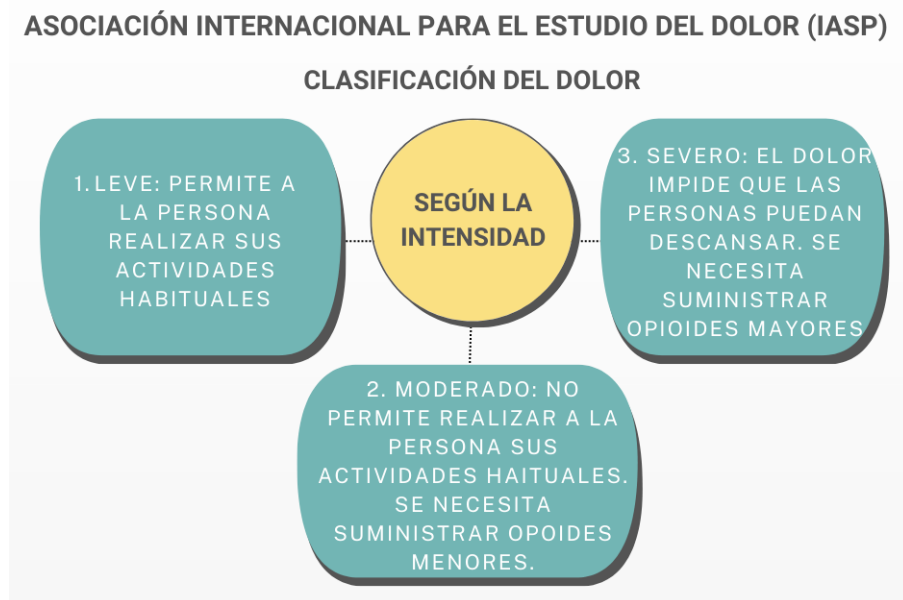 ASOCIACIÓN INTERNACIONAL PARA EL ESTUDIO DEL DOLOR (IASP)
CLASIFICACIÓN DEL DOLOR
1. LEVE: PERMITE A
LA PERSONA
REALIZAR SUS
ACTIVIDADES
HABITUALES
SEGÚN LA
INTENSIDAD
3. SEVERO: EL DOLOR
IMPIDE QUE LAS
PERSONAS PUEDAN
DESCANSAR. SE
NECESITA
SUMINISTRAR
OPIOIDES MAYORES
2. MODERADO: NO
PERMITE REALIZAR A LA
PERSONA SUS
ACTIVIDADES HAITUALES.
SE NECESITA
SUMINISTRAR OPOIDES
MENORES.